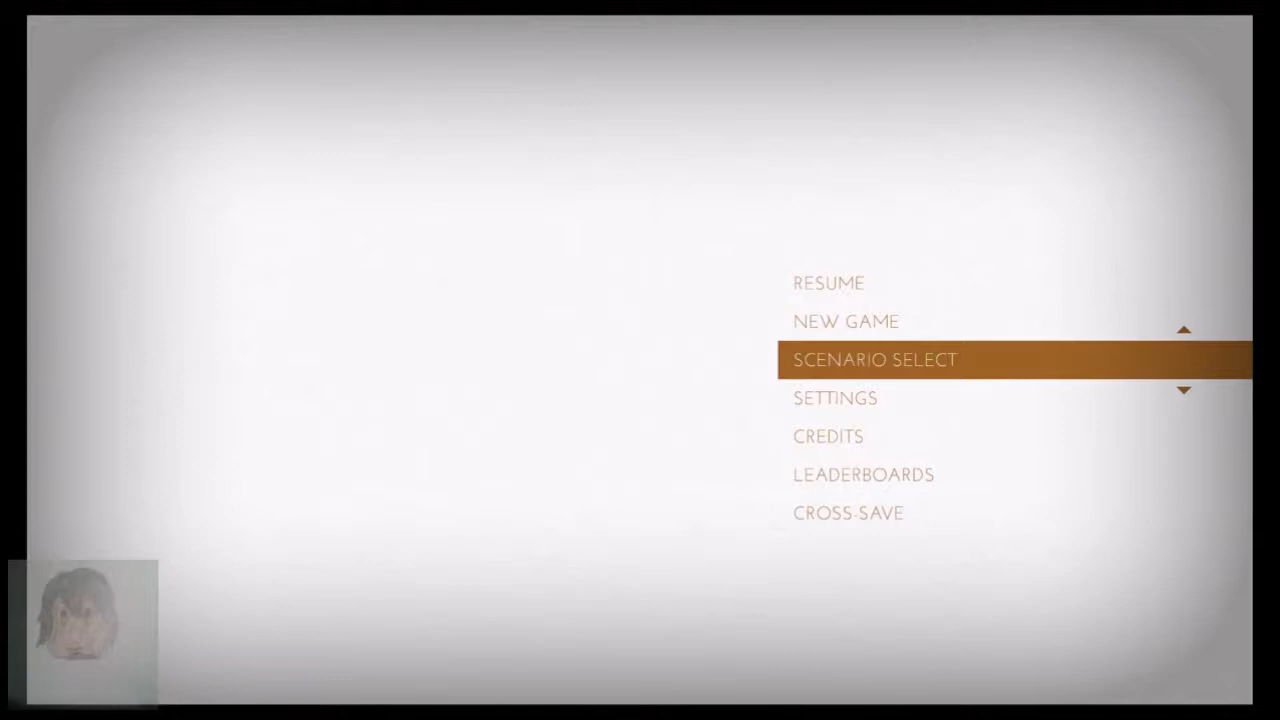 RESUME
NEW GAME
SCENARIO SELECT
SETTINGS
CREDITS
LEADERBOARDS
CROSS-SAVE